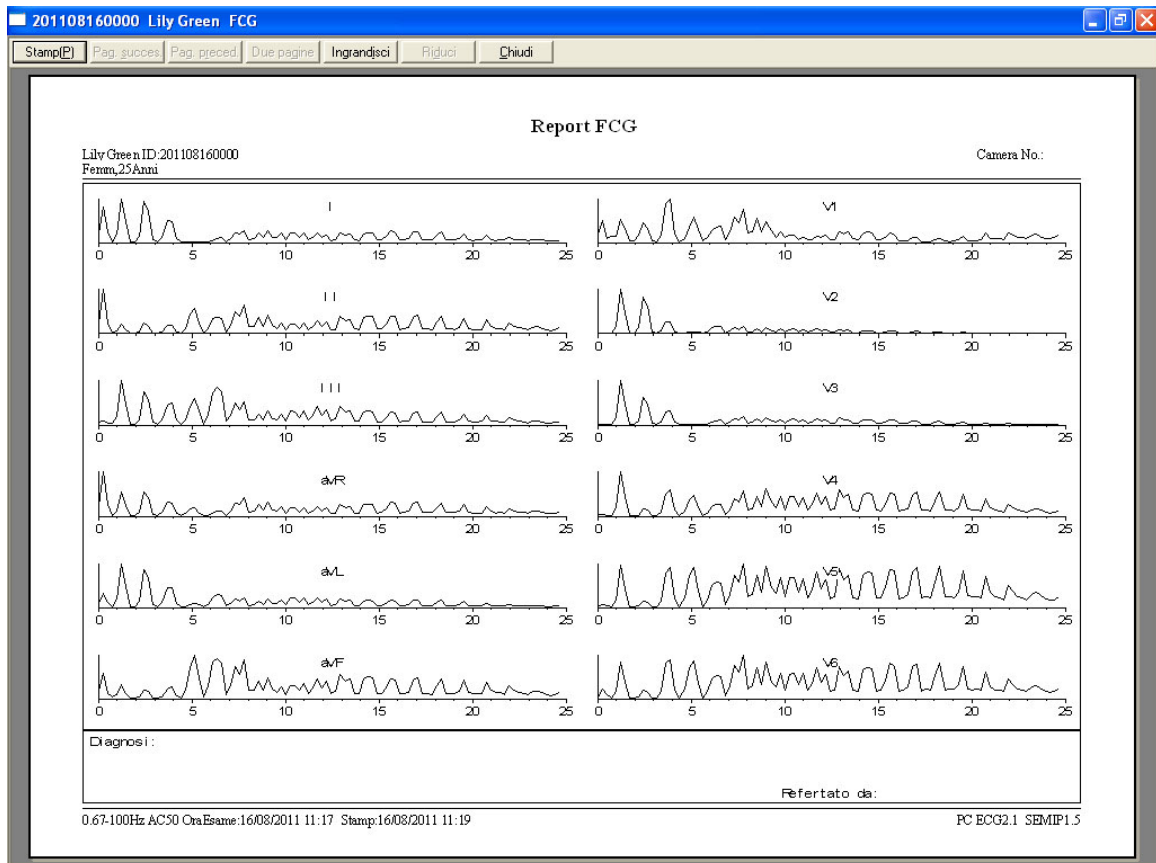 201108160000 Lily Green FCG
Stamp(P) Pag. succes. Pag. preced. Due pagine Ingrandisci Riduci Chiudi
Report FCG
Lily Green ID:201108160000 Camera No.:
Femm,25Anni
I V1
0 5 10 15 20 25 0 5 10 15 20 25
II V2
0 5 10 15 20 25 0 5 10 15 20 25
III V3
0 5 10 15 20 25 0 5 10 15 20 25
aVR V4
0 5 10 15 20 25 0 5 10 15 20 25
aVL V5
0 5 10 15 20 25 0 5 10 15 20 25
aVF V6
0 5 10 15 20 25 0 5 10 15 20 25
Diagnosi:
Refertato da:
0.67-100Hz AC50 OraEsame:16/08/2011 11:17 Stamp:16/08/2011 11:19 PC ECG2.1 SEMIP1.5